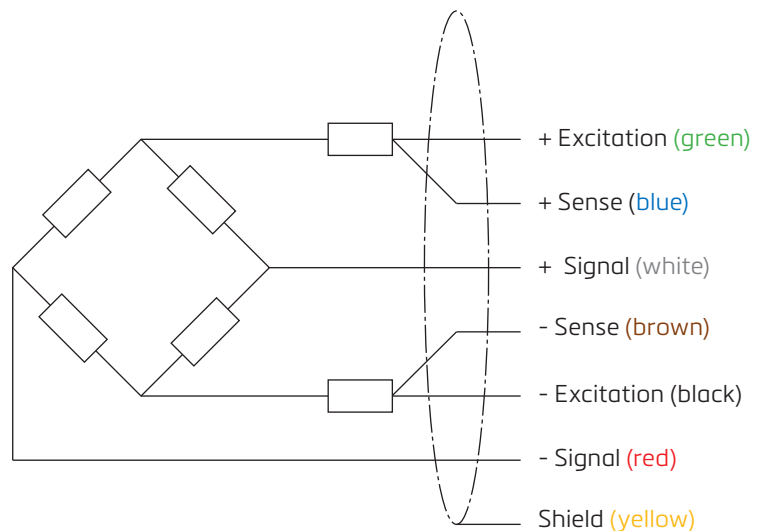 + Excitation (green)
+ Sense (blue)
+ Signal (white)
- Sense (brown)
- Excitation (black)
- Signal (red)
Shield (yellow)